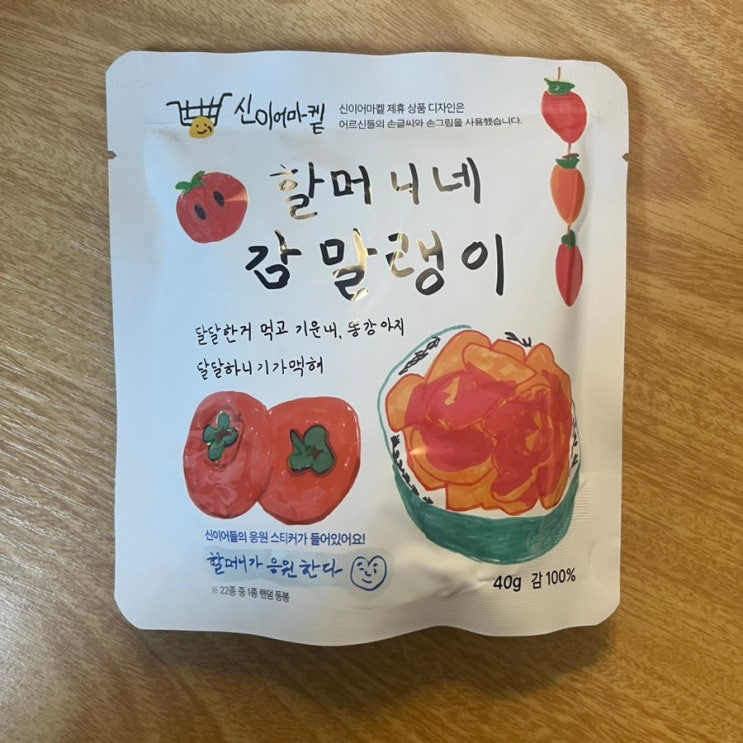 신이어마켙
신이어마켙 제휴 상품 디자인은
어르신들의 손글씨와 손그림을 사용했습니다.
할머니네
감말랭이
달달한거 먹고 기운내, 똥강아지
달달하니 기가맥혀
신이어들의 응원 스티커가 들어있어요!
할머니가 응원한다
※ 22종 중 1종 랜덤 동봉
40g 감 100%